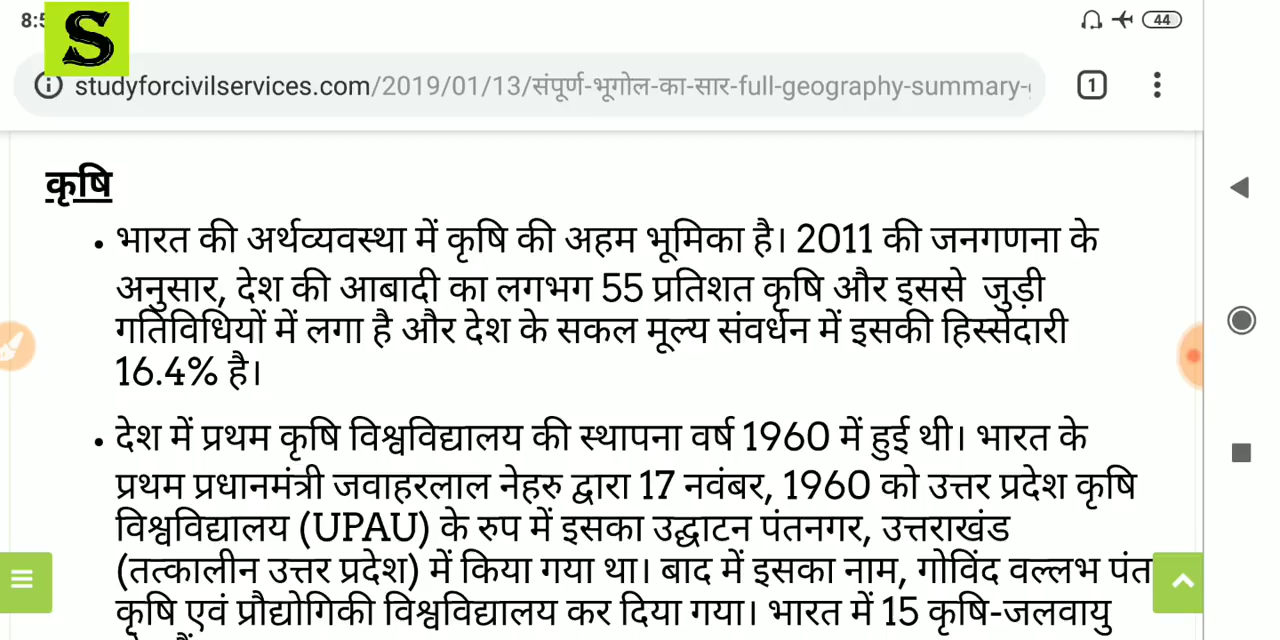 8:5
S
44
studyforcivilservices.com/2019/01/13/संपूर्ण-भूगोल-का-सार-full-geography-summary-
1
कृषि
• भारत की अर्थव्यवस्था में कृषि की अहम भूमिका है। 2011 की जनगणना के
अनुसार, देश की आबादी का लगभग 55 प्रतिशत कृषि और इससे जुड़ी
गतिविधियों में लगा है और देश के सकल मूल्य संवर्धन में इसकी हिस्सेदारी
16.4% है।
• देश में प्रथम कृषि विश्वविद्यालय की स्थापना वर्ष 1960 में हुई थी। भारत के
प्रथम प्रधानमंत्री जवाहरलाल नेहरु द्वारा 17 नवंबर, 1960 को उत्तर प्रदेश कृषि
विश्वविद्यालय (UPAU) के रुप में इसका उद्घाटन पंतनगर, उत्तराखंड
(तत्कालीन उत्तर प्रदेश) में किया गया था। बाद में इसका नाम, गोविंद वल्लभ पंत
कृषि एवं प्रौद्योगिकी विश्वविद्यालय कर दिया गया। भारत में 15 कृषि-जलवायु